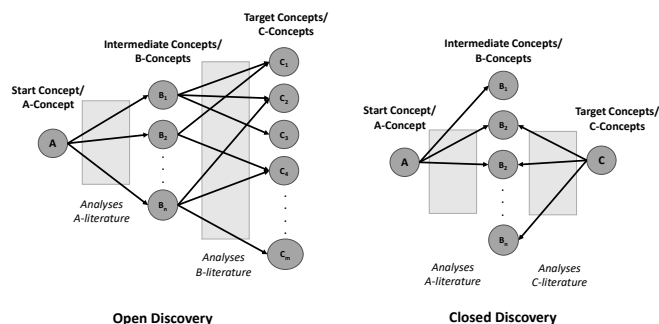 Target Concepts/
C-Concepts
Intermediate Concepts/
B-Concepts
Start Concept/
A-Concept
A
B1
B2
Bn
C1
C2
C3
C4
Cm
Analyses
A-literature
Analyses
B-literature
Open Discovery
Intermediate Concepts/
B-Concepts
Start Concept/
A-Concept
Target Concepts/
C-Concepts
A
B1
B2
B2
Bn
C
Analyses
A-literature
Analyses
C-literature
Closed Discovery